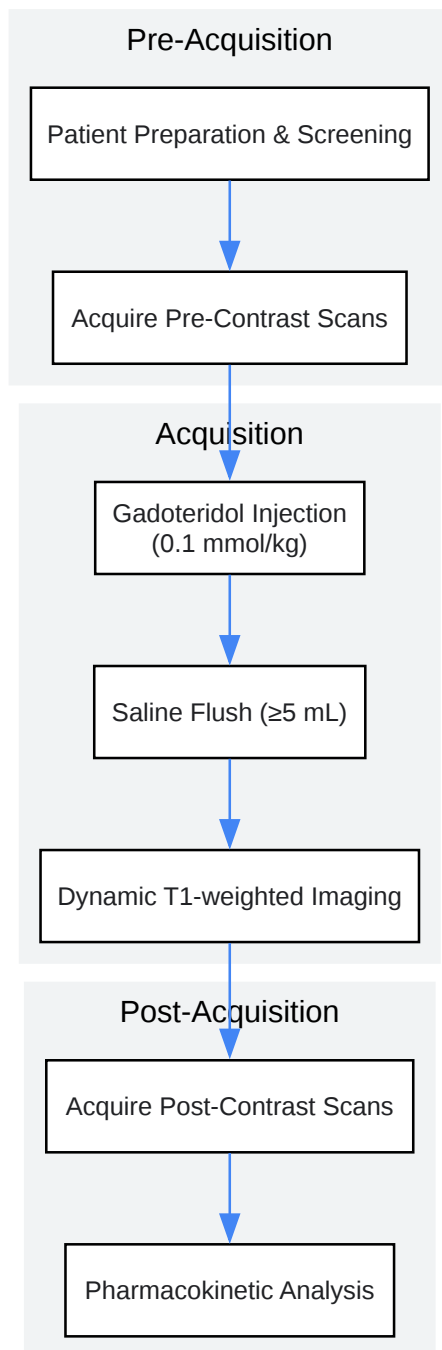 Pre-Acquisition
Patient Preparation & Screening
Acquire Pre-Contrast Scans
Acquisition
Gadoteridol Injection
(0.1 mmol/kg)
Saline Flush (≥5 mL)
Dynamic T1-weighted Imaging
Post-Acquisition
Acquire Post-Contrast Scans
Pharmacokinetic Analysis